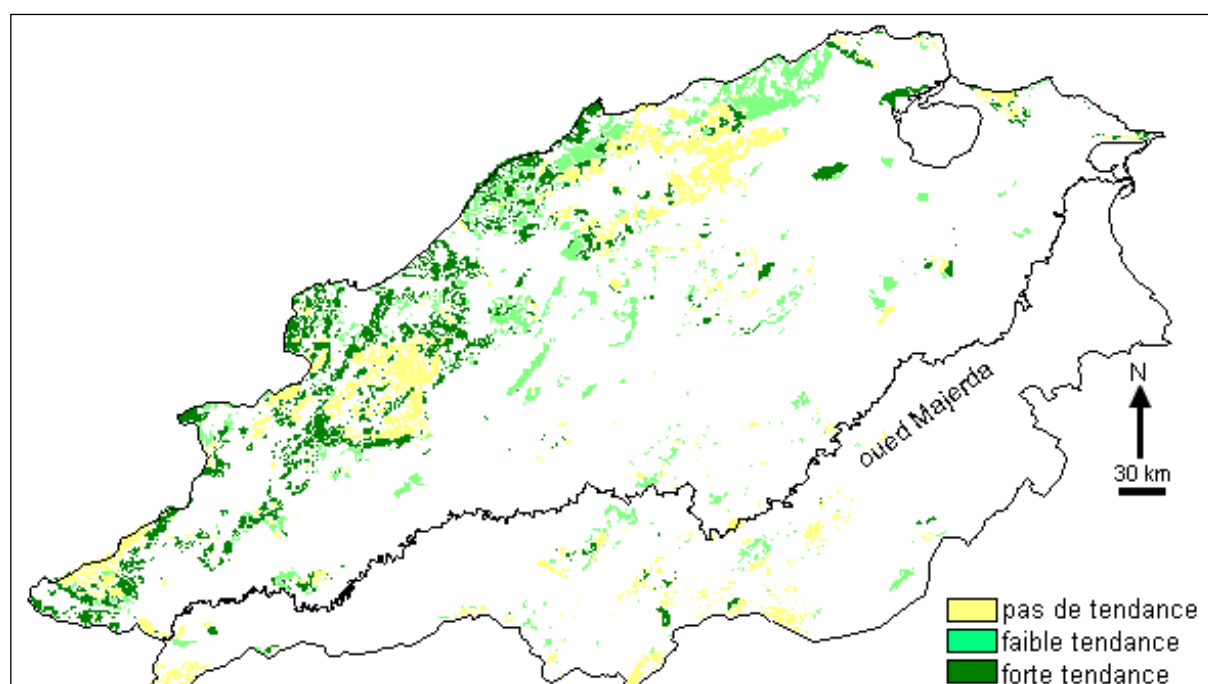 oued Majerda
N
30 km
pas de tendance
faible tendance
forte tendance